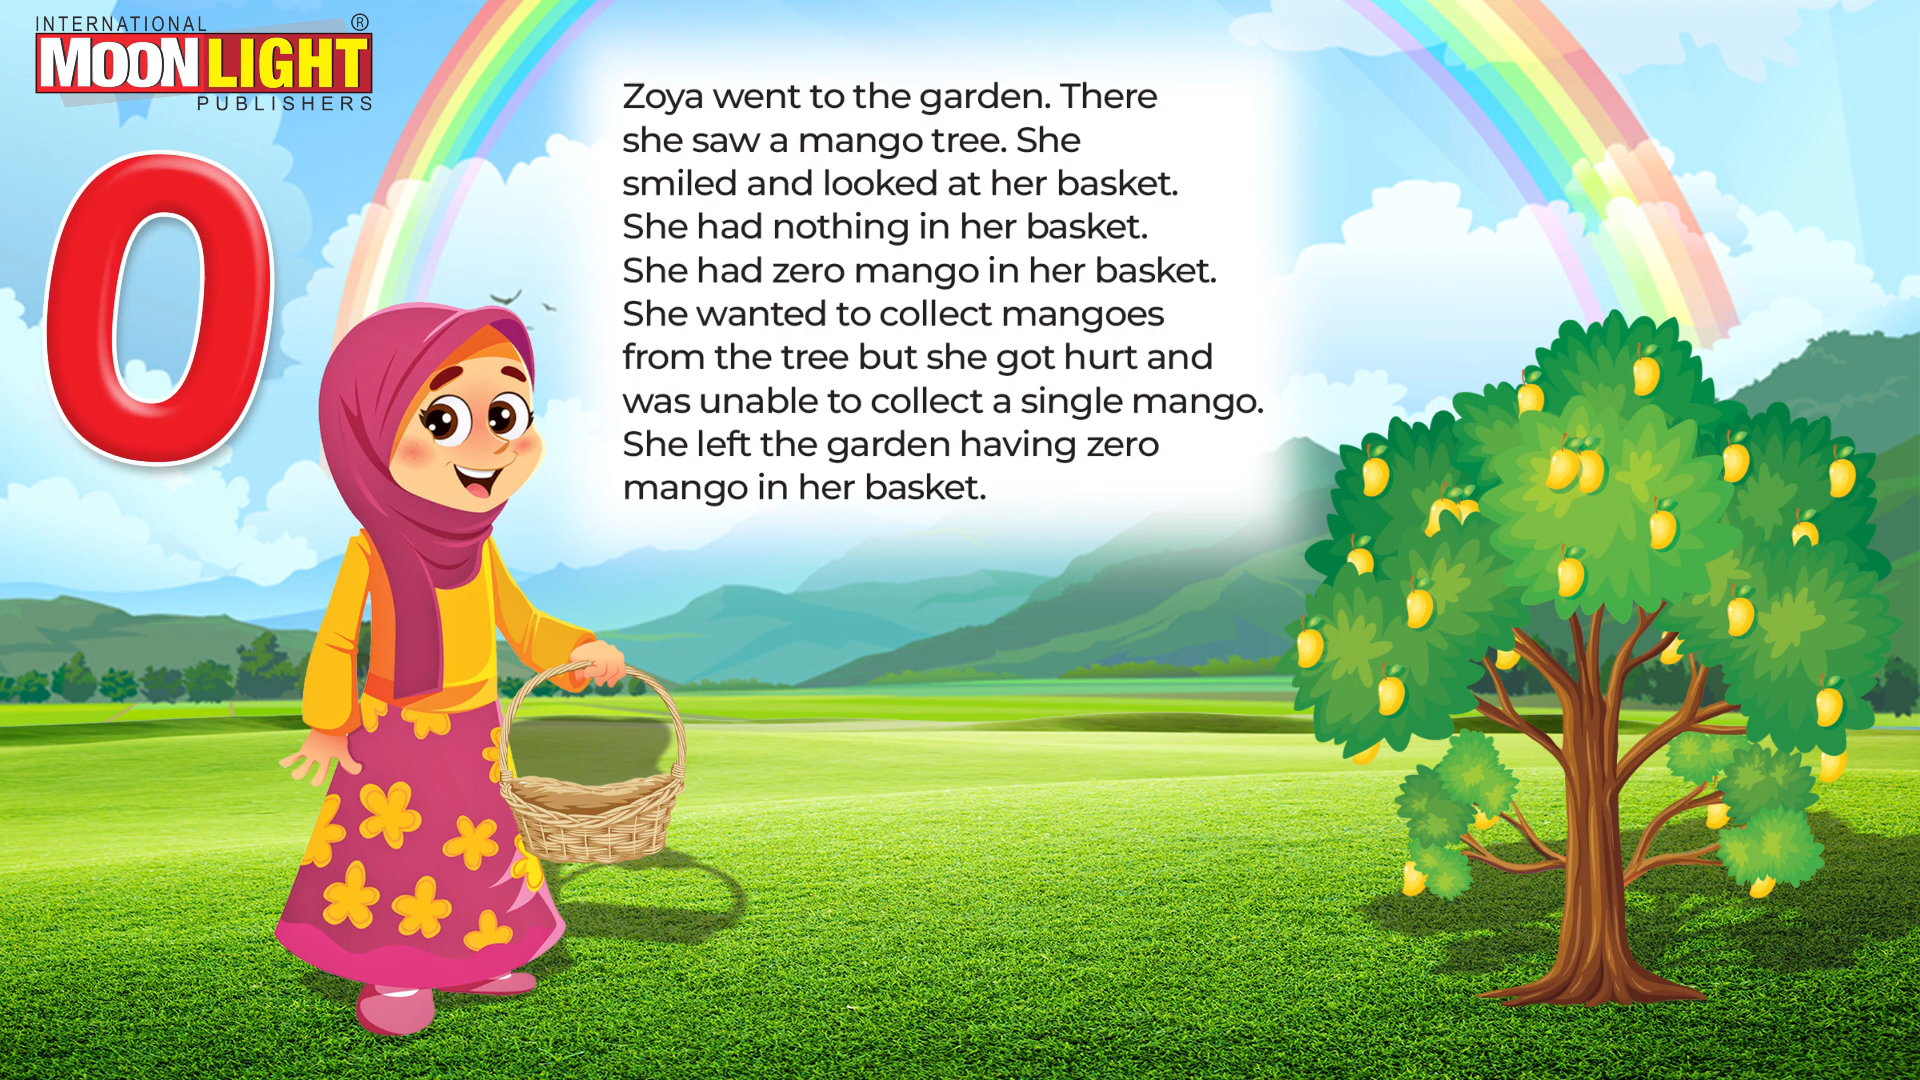 INTERNATIONAL ®
MOONLIGHT
PUBLISHERS
0
Zoya went to the garden. There
she saw a mango tree. She
smiled and looked at her basket.
She had nothing in her basket.
She had zero mango in her basket.
She wanted to collect mangoes
from the tree but she got hurt and
was unable to collect a single mango.
She left the garden having zero
mango in her basket.